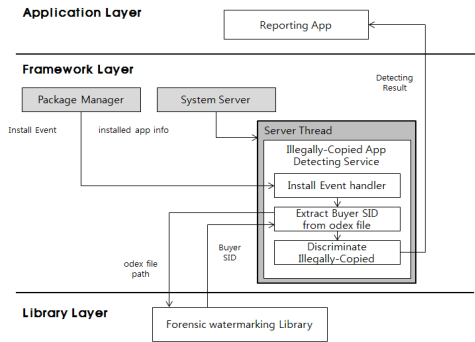 Application Layer
Reporting App
Framework Layer
Detecting
Result
Package Manager
System Server
Install Event
installed app info
Server Thread
Illegally-Copied App
Detecting Service
Install Event handler
Extract Buyer SID
from odex file
Discriminate
Illegally-Copied
Buyer
SID
odex file
path
Library Layer
Forensic watermarking Library